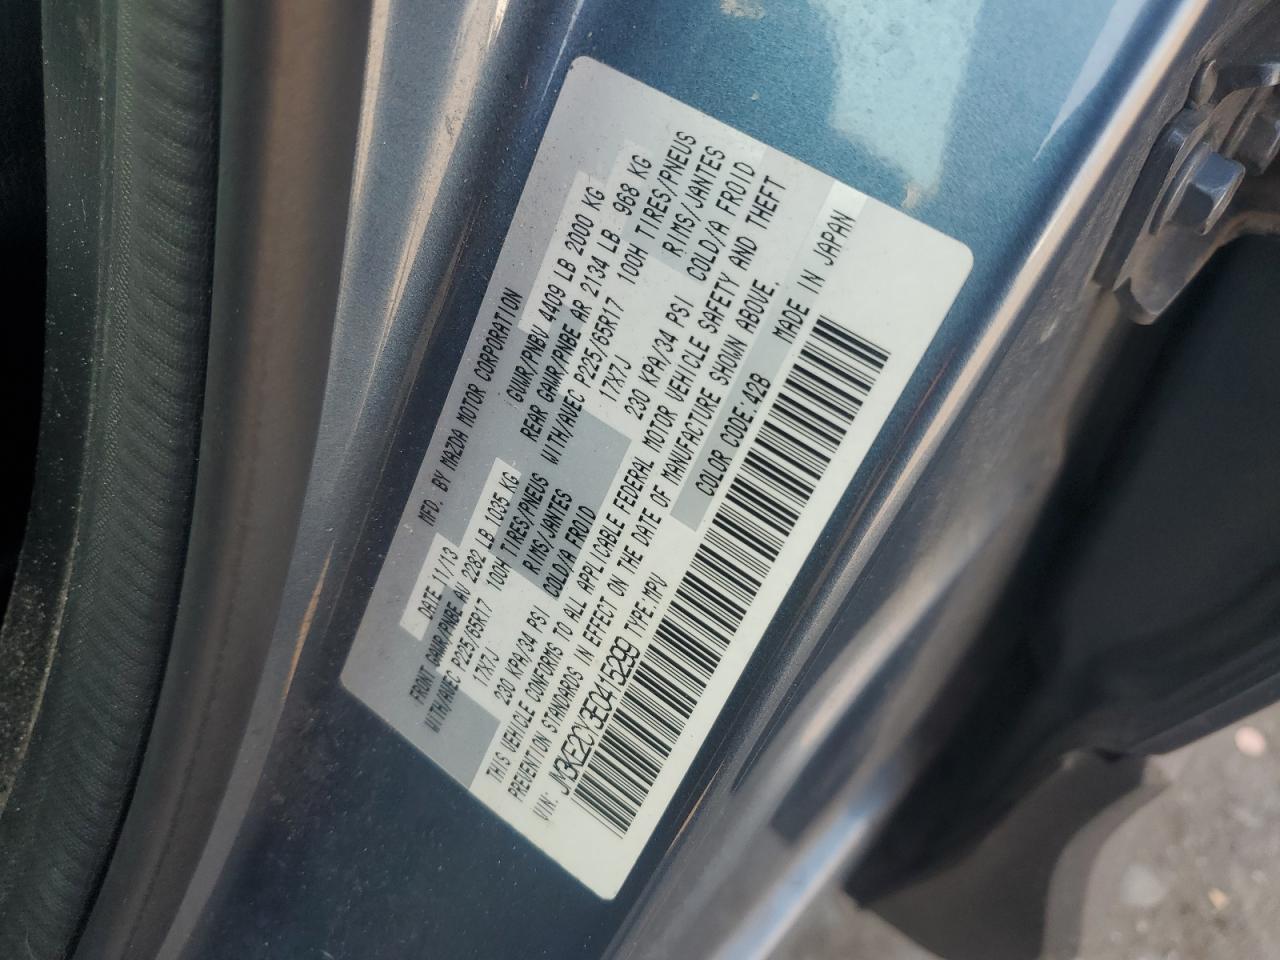 MFD. BY MAZDA MOTOR CORPORATION
DATE 11/13 GVWR/PNBV 4409 LB 2000 KG
FRONT GAWR/PNBE AV 2282 LB 1035 KG REAR GAWR/PNBE AR 2134 LB 968 KG
WITH/AVEC P225/65R17 100H TIRES/PNEUS WITH/AVEC P225/65R17 100H TIRES/PNEUS
17X7J RIMS/JANTES 17X7J RIMS/JANTES
230 KPA/34 PSI COLD/A FROID 230 KPA/34 PSI COLD/A FROID
THIS VEHICLE CONFORMS TO ALL APPLICABLE FEDERAL MOTOR VEHICLE SAFETY AND THEFT
PREVENTION STANDARDS IN EFFECT ON THE DATE OF MANUFACTURE SHOWN ABOVE.
COLOR CODE:42B
VIN: JM3KE2CY3E0415299 TYPE:MPV MADE IN JAPAN